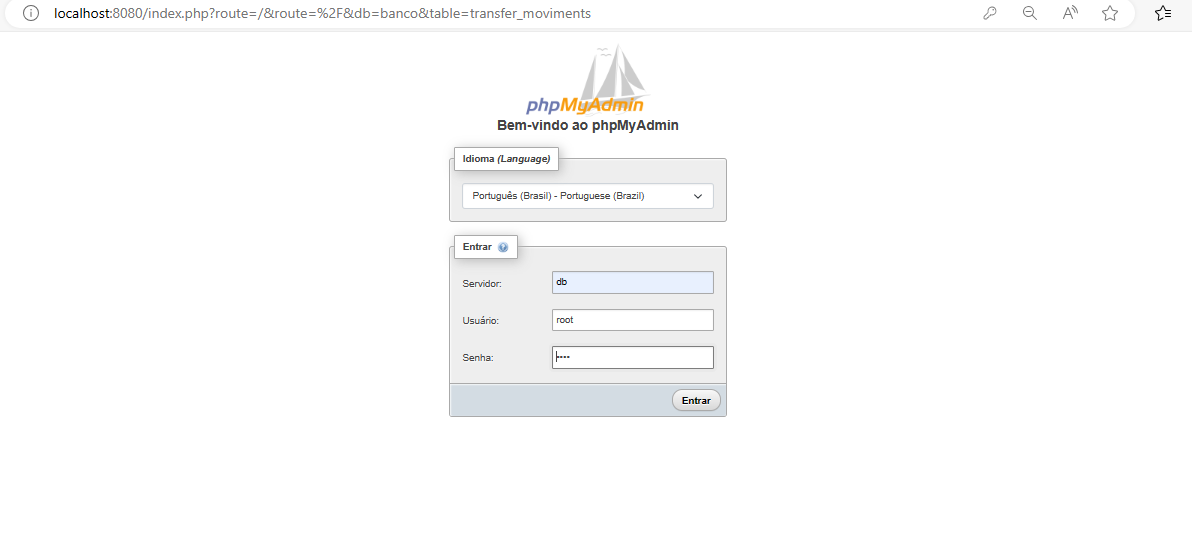 localhost:8080/index.php?route=/&route=%2F&db=banco&table=transfer_moviments
phpMyAdmin
Bem-vindo ao phpMyAdmin
Idioma (Language)
Português (Brasil) - Portuguese (Brazil)
Entrar
Servidor: db
Usuário: root
Senha: ••••
Entrar